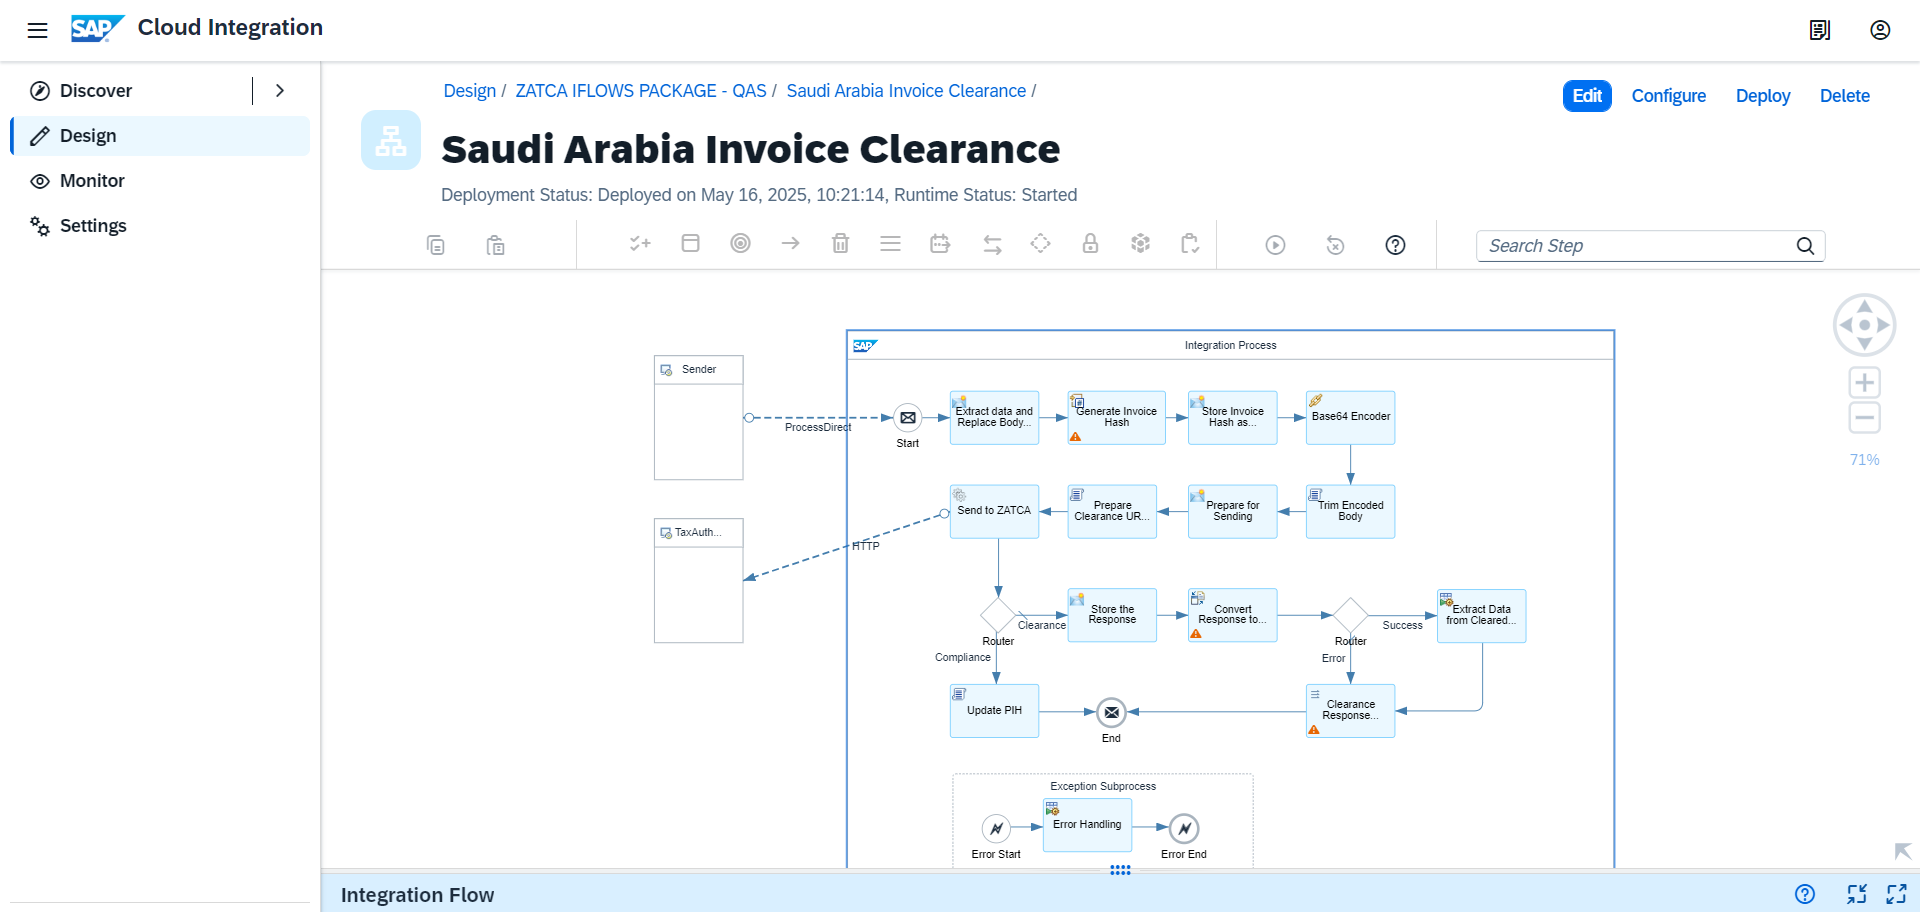 SAP Cloud Integration
Discover
Design
Monitor
Settings
Design / ZATCA IFLOWS PACKAGE - QAS / Saudi Arabia Invoice Clearance /
Edit Configure Deploy Delete
Saudi Arabia Invoice Clearance
Deployment Status: Deployed on May 16, 2025, 10:21:14, Runtime Status: Started
Search Step
71%
SAP Integration Process
Sender
ProcessDirect
Start
Extract data and
Replace Body...
Generate Invoice
Hash
Store Invoice
Hash as...
Base64 Encoder
TaxAuth...
HTTP
Send to ZATCA
Prepare
Clearance UR...
Prepare for
Sending
Trim Encoded
Body
Router
Clearance
Compliance
Store the
Response
Convert
Response to...
Router
Success
Error
Extract Data
from Cleared...
Update PIH
End
Clearance
Response...
Exception Subprocess
Error Start
Error Handling
Error End
Integration Flow